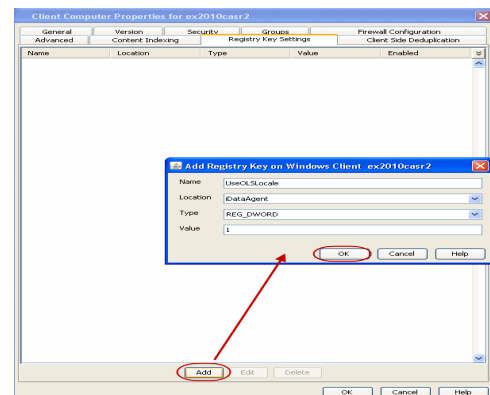 Client Computer Properties for ex2010casr2
General Version Security Groups Firewall Configuration
Advanced Content Indexing Registry Key Settings Client Side Deduplication
Name Location Type Value Enabled
Add Registry Key on Windows Client ex2010casr2
Name UseOLSLocale
Location iDataAgent
Type REG_DWORD
Value 1
OK Cancel Help
Add Edit Delete
OK Cancel Help